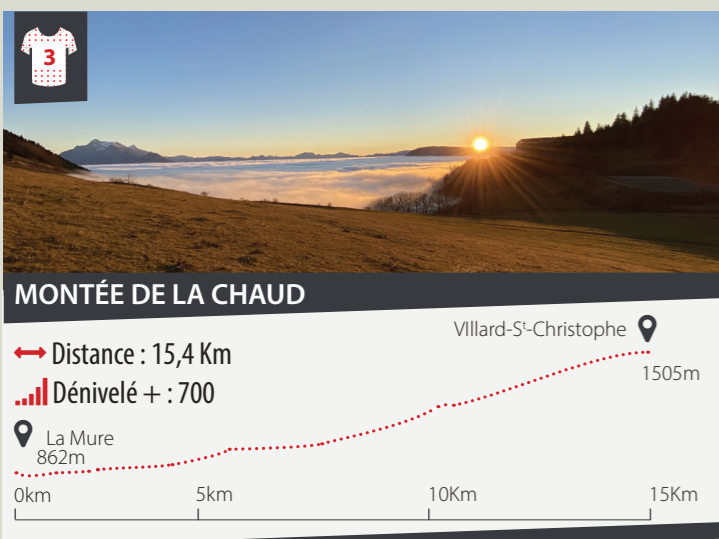 3
MONTÉE DE LA CHAUD
Distance : 15,4 Km
Dénivelé + : 700
VIllard-Sᵗ-Christophe
1505m
La Mure
862m
0km 5km 10Km 15Km